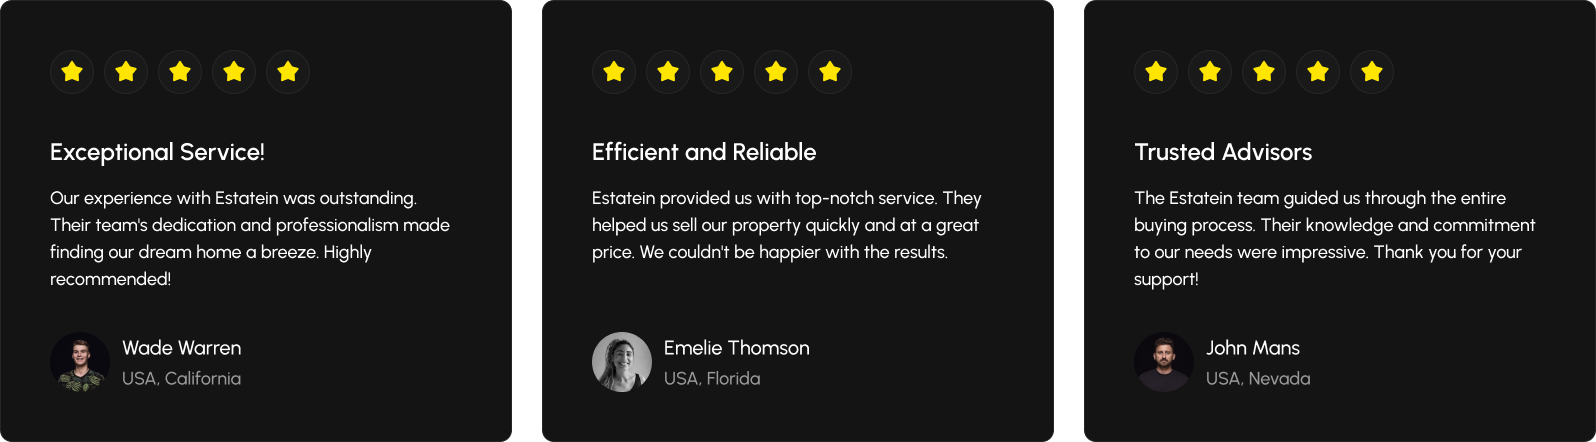 Exceptional Service!
Our experience with Estatein was outstanding.
Their team's dedication and professionalism made
finding our dream home a breeze. Highly
recommended!
Wade Warren
USA, California
Efficient and Reliable
Estatein provided us with top-notch service. They
helped us sell our property quickly and at a great
price. We couldn't be happier with the results.
Emelie Thomson
USA, Florida
Trusted Advisors
The Estatein team guided us through the entire
buying process. Their knowledge and commitment
to our needs were impressive. Thank you for your
support!
John Mans
USA, Nevada